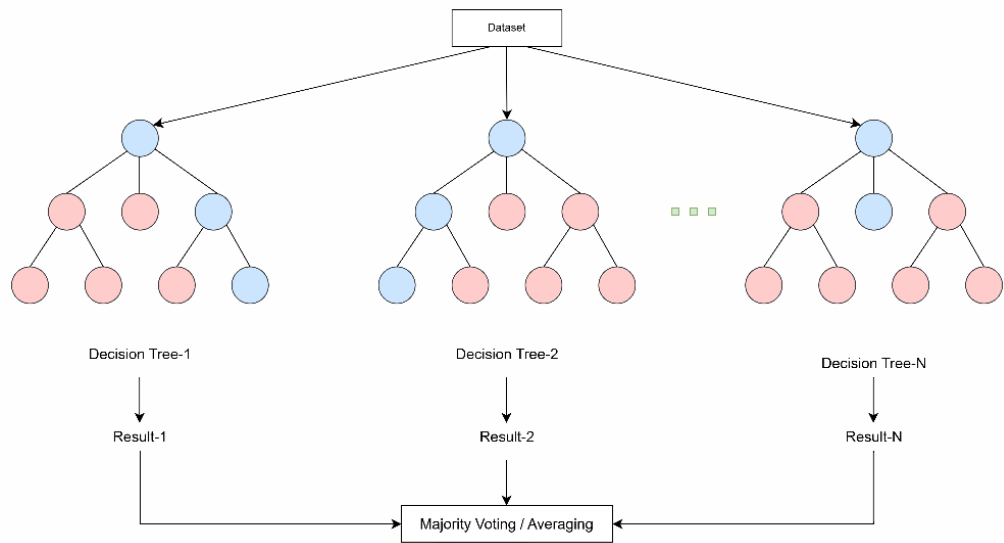 Dataset
Decision Tree-1
Decision Tree-2
Decision Tree-N
Result-1
Result-2
Result-N
Majority Voting / Averaging